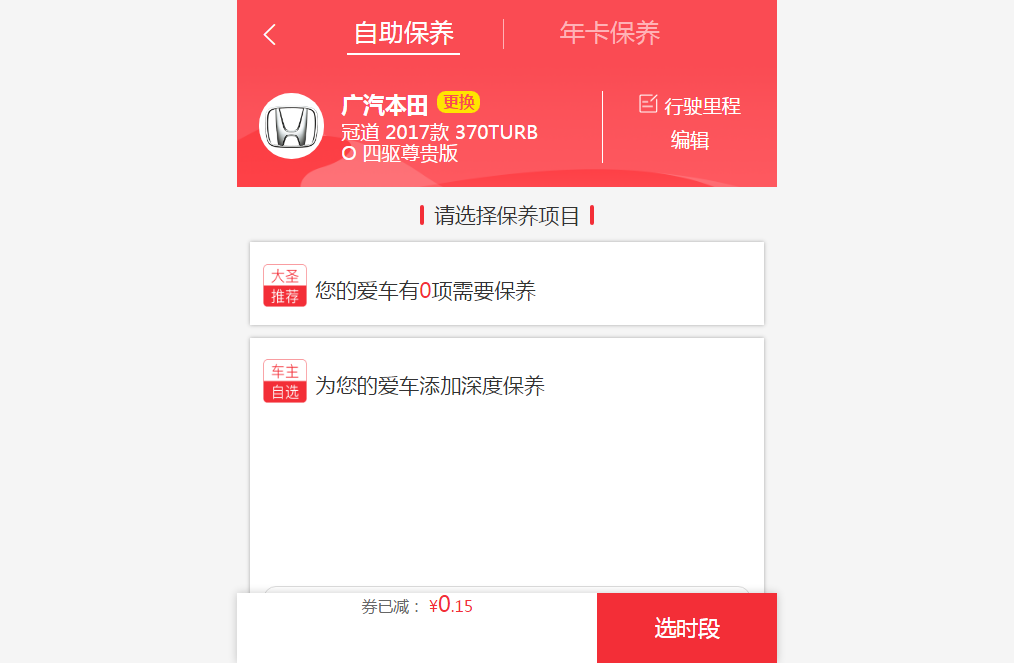 自助保养
年卡保养
广汽本田 更换
冠道 2017款 370TURB
O 四驱尊贵版
行驶里程
编辑
请选择保养项目
大圣
推荐
您的爱车有0项需要保养
车主
自选
为您的爱车添加深度保养
券已减： ¥0.15
选时段